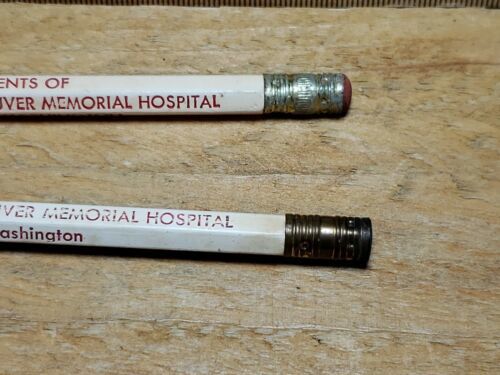 ENTS OF
UVER MEMORIAL HOSPITAL
UVER MEMORIAL HOSPITAL
ashington